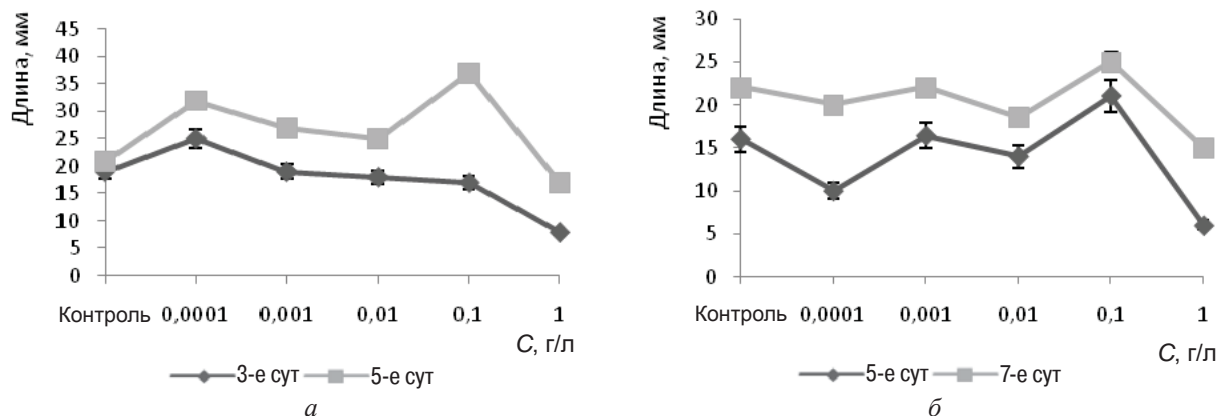 Длина, мм
45
40
35
30
25
20
15
10
5
0
Контроль 0,0001 0,001 0,01 0,1 1
C, г/л
3-е сут 5-е сут
а
Длина, мм
30
25
20
15
10
5
0
Контроль 0,0001 0,001 0,01 0,1 1
C, г/л
5-е сут 7-е сут
б